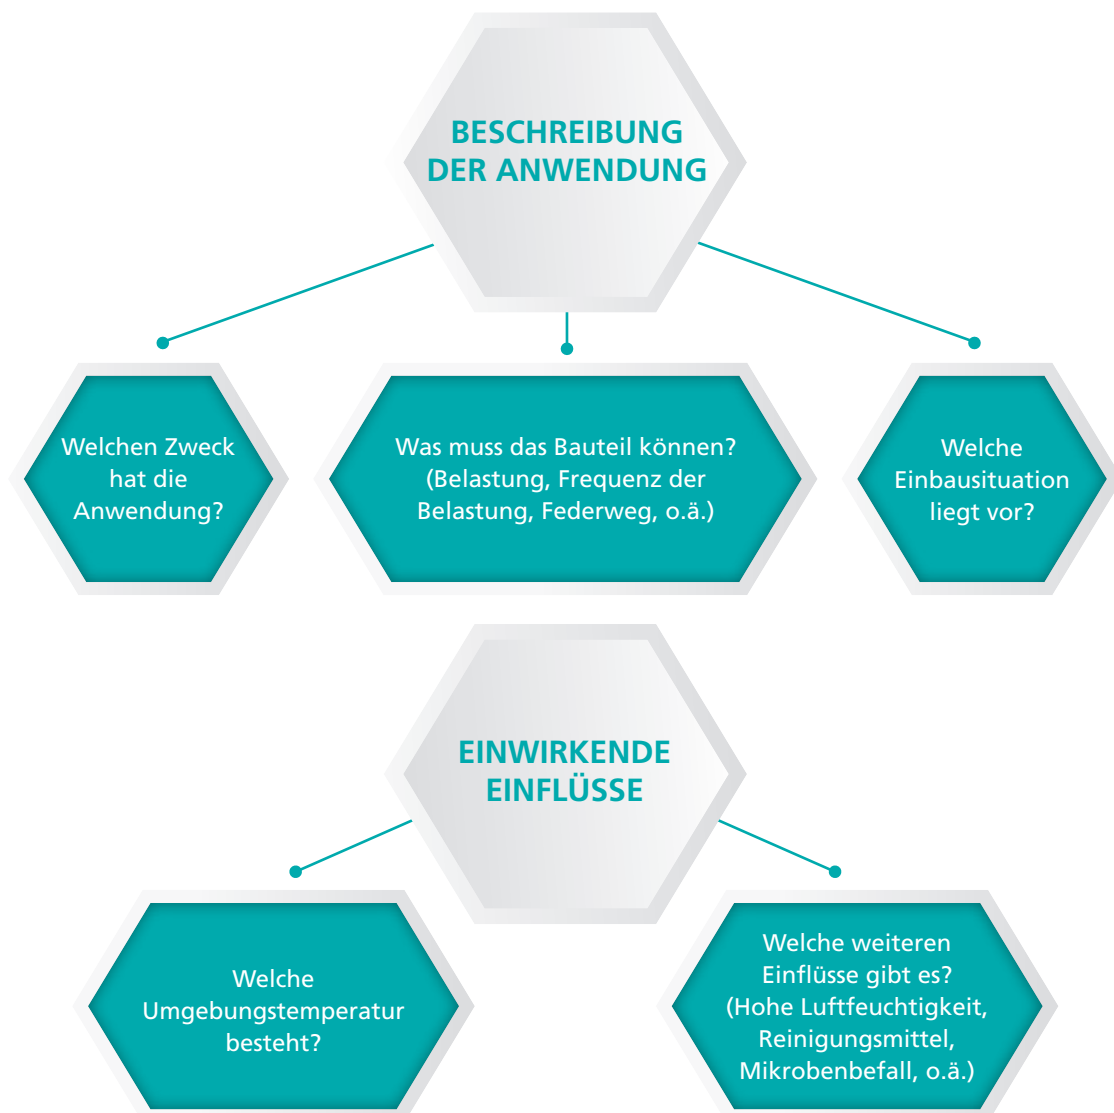 BESCHREIBUNG
DER ANWENDUNG
Welchen Zweck
hat die
Anwendung?
Was muss das Bauteil können?
(Belastung, Frequenz der
Belastung, Federweg, o.ä.)
Welche
Einbausituation
liegt vor?
EINWIRKENDE
EINFLÜSSE
Welche
Umgebungstemperatur
besteht?
Welche weiteren
Einflüsse gibt es?
(Hohe Luftfeuchtigkeit,
Reinigungsmittel,
Mikrobenbefall, o.ä.)